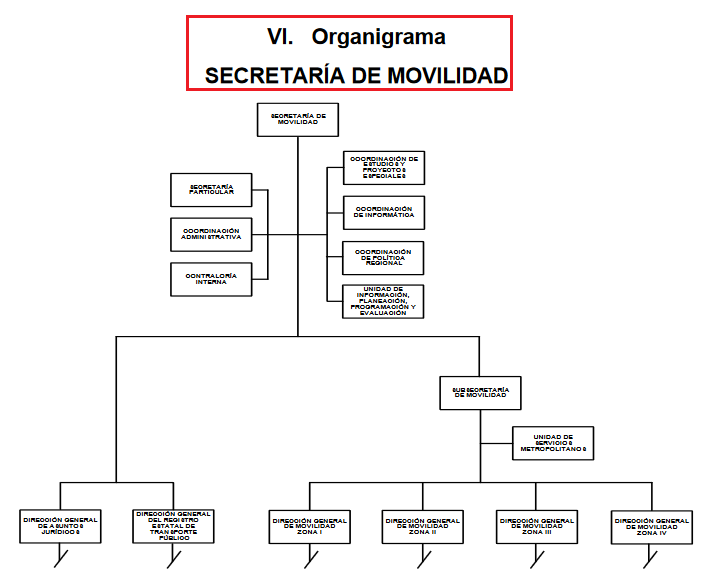 VI. Organigrama
SECRETARÍA DE MOVILIDAD
SECRETARÍA DE
MOVILIDAD
SECRETARÍA
PARTICULAR
COORDINACIÓN
ADMINISTRATIVA
CONTRALORÍA
INTERNA
COORDINACIÓN DE
ESTUDIOS Y
PROYECTOS
ESPECIALES
COORDINACIÓN
DE INFORMÁTICA
COORDINACIÓN
DE POLÍTICA
REGIONAL
UNIDAD DE
INFORMACIÓN,
PLANEACIÓN,
PROGRAMACIÓN Y
EVALUACIÓN
SUBSECRETARÍA
DE MOVILIDAD
UNIDAD DE
SERVICIOS
METROPOLITANOS
DIRECCIÓN GENERAL
DE ASUNTOS
JURÍDICOS
DIRECCIÓN GENERAL
DEL REGISTRO
ESTATAL DE
TRANSPORTE
PÚBLICO
DIRECCIÓN GENERAL
DE MOVILIDAD
ZONA I
DIRECCIÓN GENERAL
DE MOVILIDAD
ZONA II
DIRECCIÓN GENERAL
DE MOVILIDAD
ZONA III
DIRECCIÓN GENERAL
DE MOVILIDAD
ZONA IV